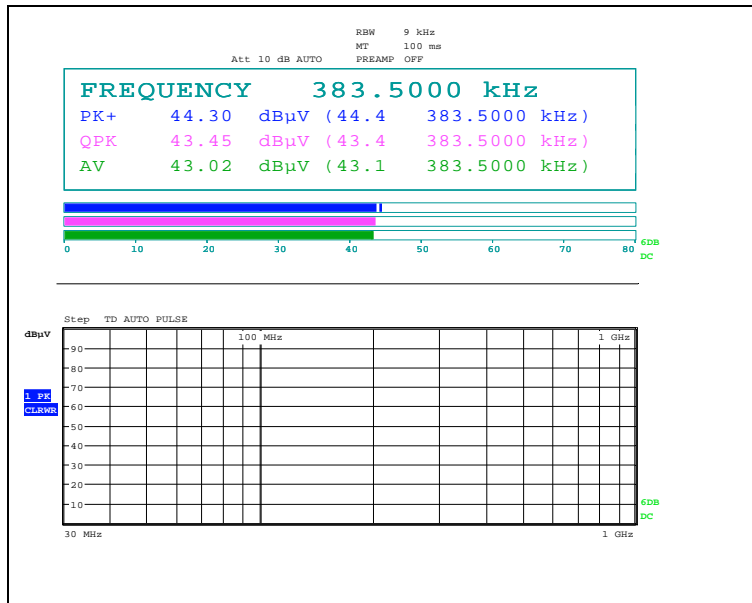 RBW 9 kHz
MT 100 ms
Att 10 dB AUTO PREAMP OFF
FREQUENCY 383.5000 kHz
PK+ 44.30 dBµV (44.4 383.5000 kHz)
QPK 43.45 dBµV (43.4 383.5000 kHz)
AV 43.02 dBµV (43.1 383.5000 kHz)
0 10 20 30 40 50 60 70 80
6DB
DC
Step TD AUTO PULSE
dBµV
100 MHz 1 GHz
90
80
70
1 PK
CLRWR
60
50
40
30
20
10
6DB
DC
30 MHz 1 GHz